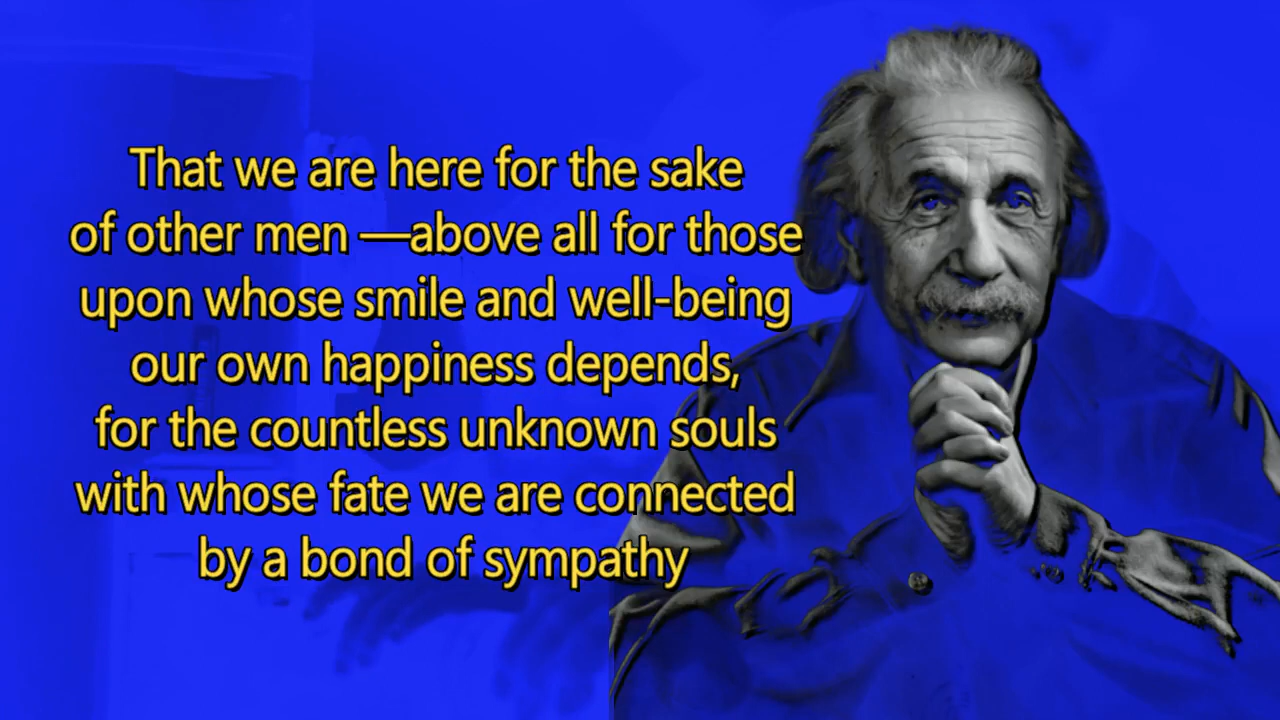 That we are here for the sake
of other men —above all for those
upon whose smile and well-being
our own happiness depends,
for the countless unknown souls
with whose fate we are connected
by a bond of sympathy